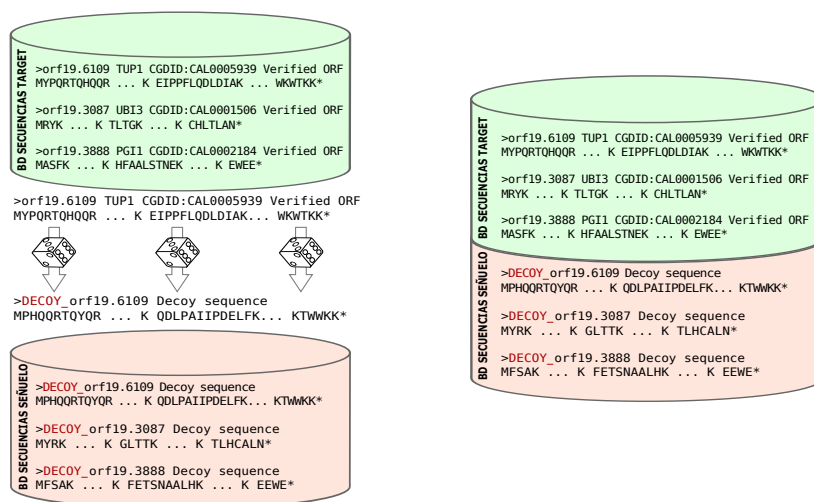 BD SECUENCIAS TARGET
>orf19.6109 TUP1 CGDID:CAL0005939 Verified ORF
MYPQRTQHQQR ... K EIPPFLQDLDIAK ... WKWTKK*
>orf19.3087 UBI3 CGDID:CAL0001506 Verified ORF
MRYK ... K TLTGK ... K CHLTLAN*
>orf19.3888 PGI1 CGDID:CAL0002184 Verified ORF
MASFK ... K HFAALSTNEK ... K EWEE*
>orf19.6109 TUP1 CGDID:CAL0005939 Verified ORF
MYPQRTQHQQR ... K EIPPFLQDLDIAK... WKWTKK*
>DECOY_orf19.6109 Decoy sequence
MPHQQRTQYQR ... K QDLPAIIPDELFK... KTWWKK*
BD SECUENCIAS SEÑUELO
>DECOY_orf19.6109 Decoy sequence
MPHQQRTQYQR ... K QDLPAIIPDELFK... KTWWKK*
>DECOY_orf19.3087 Decoy sequence
MYRK ... K GLTTK ... K TLHCALN*
>DECOY_orf19.3888 Decoy sequence
MFSAK ... K FETSNAALHK ... K EEWE*
BD SECUENCIAS TARGET
>orf19.6109 TUP1 CGDID:CAL0005939 Verified ORF
MYPQRTQHQQR ... K EIPPFLQDLDIAK ... WKWTKK*
>orf19.3087 UBI3 CGDID:CAL0001506 Verified ORF
MRYK ... K TLTGK ... K CHLTLAN*
>orf19.3888 PGI1 CGDID:CAL0002184 Verified ORF
MASFK ... K HFAALSTNEK ... K EWEE*
BD SECUENCIAS SEÑUELO
>DECOY_orf19.6109 Decoy sequence
MPHQQRTQYQR ... K QDLPAIIPDELFK... KTWWKK*
>DECOY_orf19.3087 Decoy sequence
MYRK ... K GLTTK ... K TLHCALN*
>DECOY_orf19.3888 Decoy sequence
MFSAK ... K FETSNAALHK ... K EEWE*